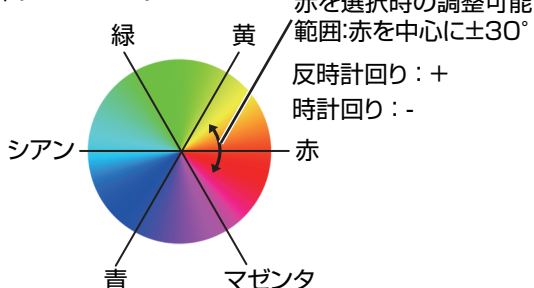 赤を選択時の調整可能
範囲:赤を中心に±30°
反時計回り：+
時計回り：-
緑
黄
シアン
赤
青
マゼンタ